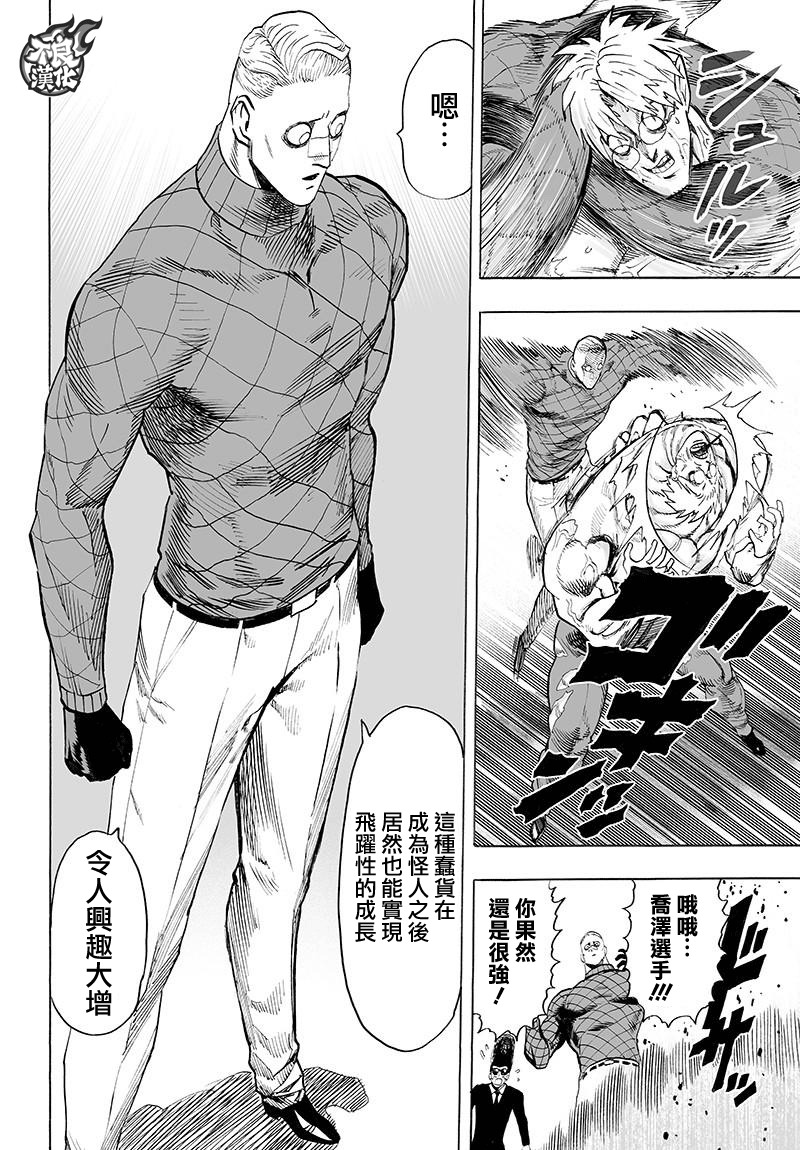 不良
漢化
シュルッ
ゴキッ
ドサッ
哦哦…
喬澤選手!!!
你果然
還是很強!
嗯…
這種蠢貨在
成為怪人之後
居然也能實現
飛躍性的成長
令人興趣大增